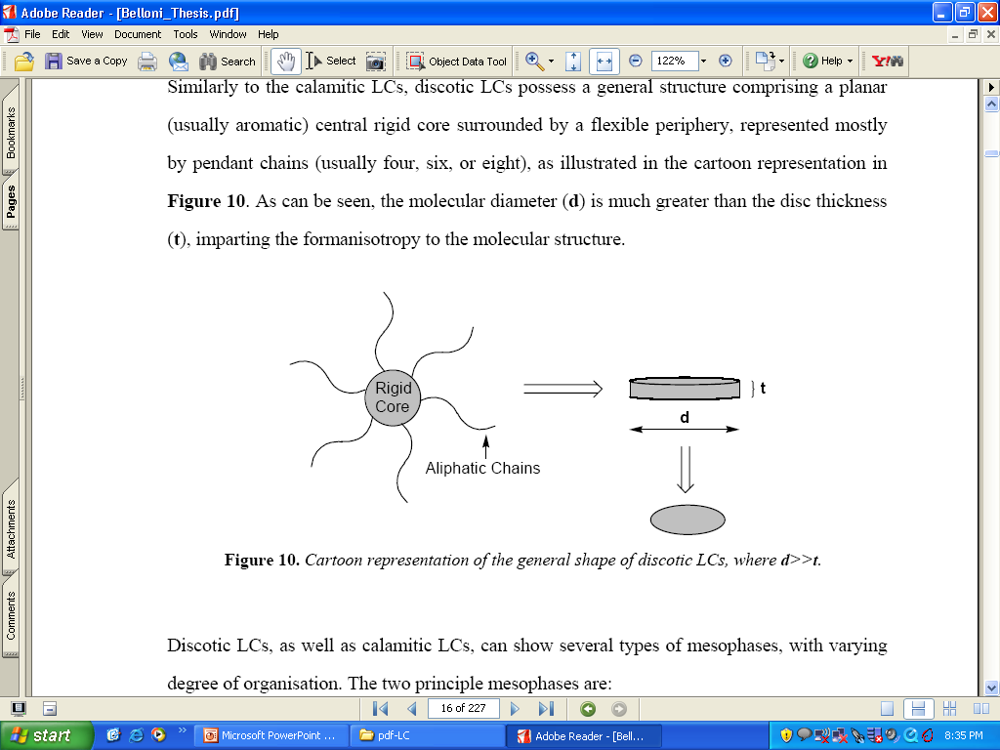 Adobe Reader - [Belloni_Thesis.pdf]
File Edit View Document Tools Window Help
Save a Copy Search Select Object Data Tool 122% Help Y!
Bookmarks
Pages
Attachments
Comments
Similarly to the calamitic LCs, discotic LCs possess a general structure comprising a planar
(usually aromatic) central rigid core surrounded by a flexible periphery, represented mostly
by pendant chains (usually four, six, or eight), as illustrated in the cartoon representation in
Figure 10. As can be seen, the molecular diameter (d) is much greater than the disc thickness
(t), imparting the formanisotropy to the molecular structure.
Rigid
Core
Aliphatic Chains
t
d
Figure 10. Cartoon representation of the general shape of discotic LCs, where d>>t.
Discotic LCs, as well as calamitic LCs, can show several types of mesophases, with varying
degree of organisation. The two principle mesophases are:
16 of 227
start Microsoft PowerPoint ... pdf-LC Adobe Reader - [Bell... 8:35 PM